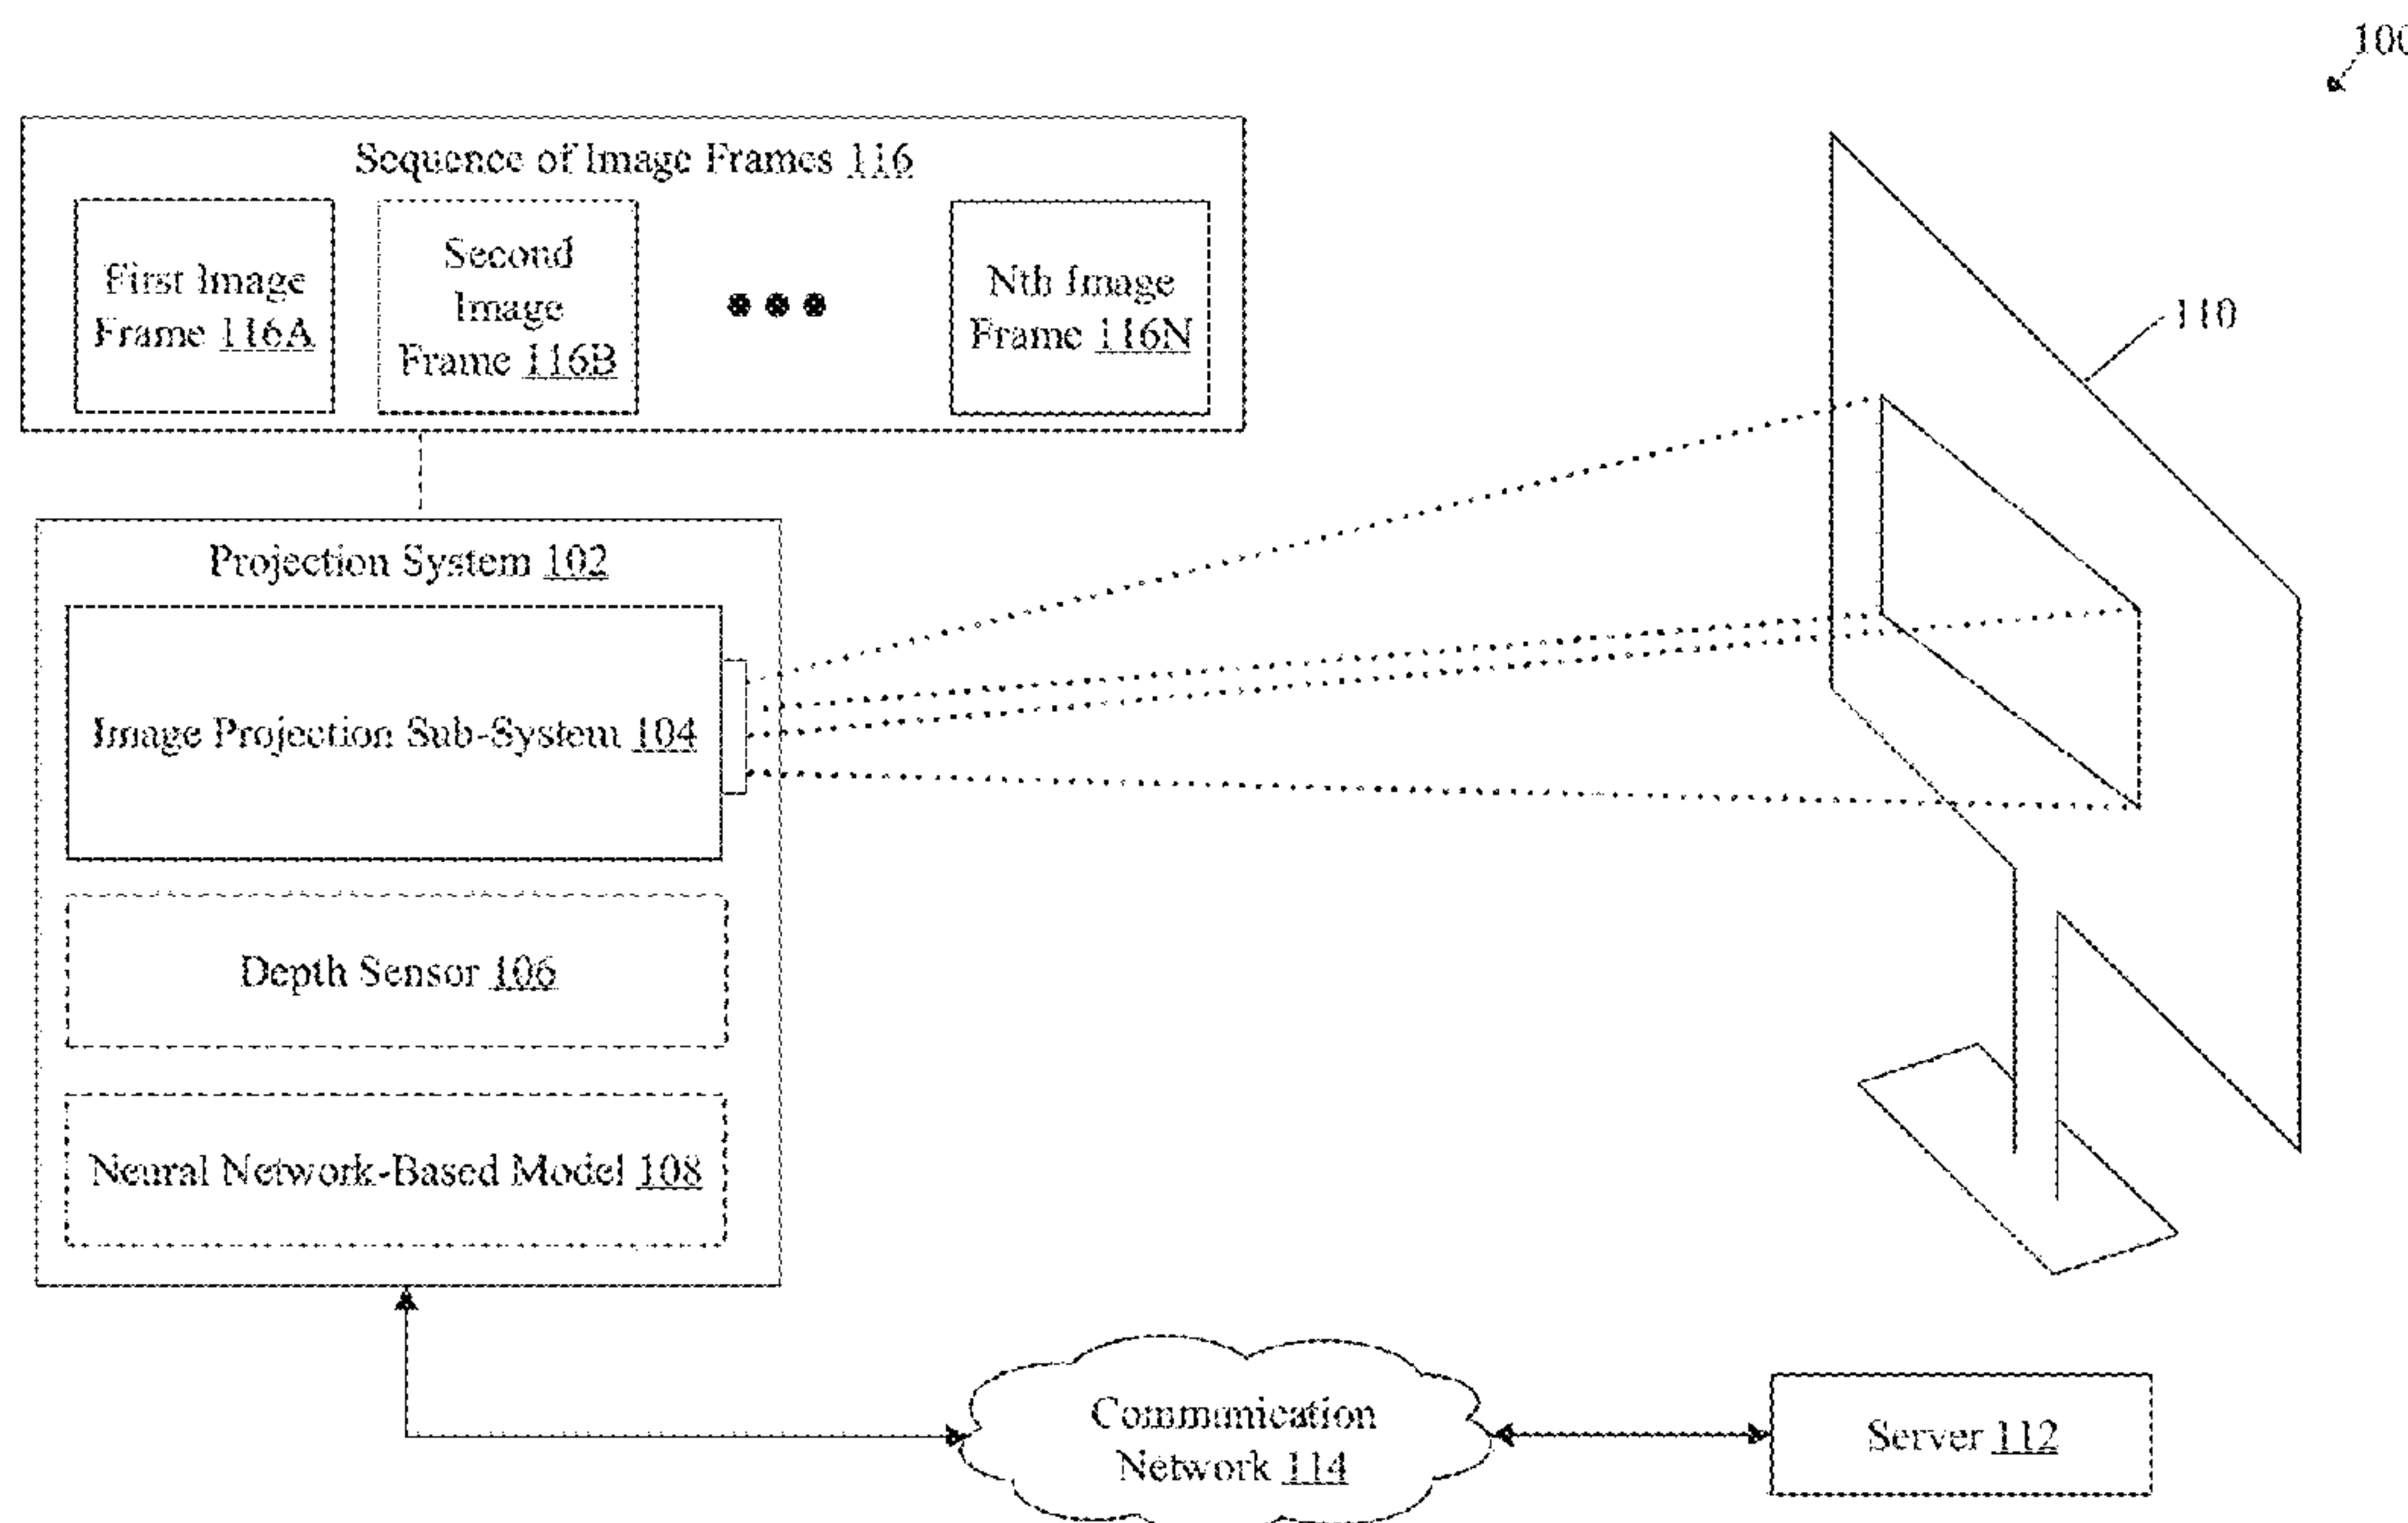 100
Sequence of Image Frames 116
First Image
Frame 116A
Second
Image
Frame 116B
Nth Image
Frame 116N
110
Projection System 102
Image Projection Sub-System 104
Depth Sensor 106
Neural Network-Based Model 108
Communication
Network 114
Server 112